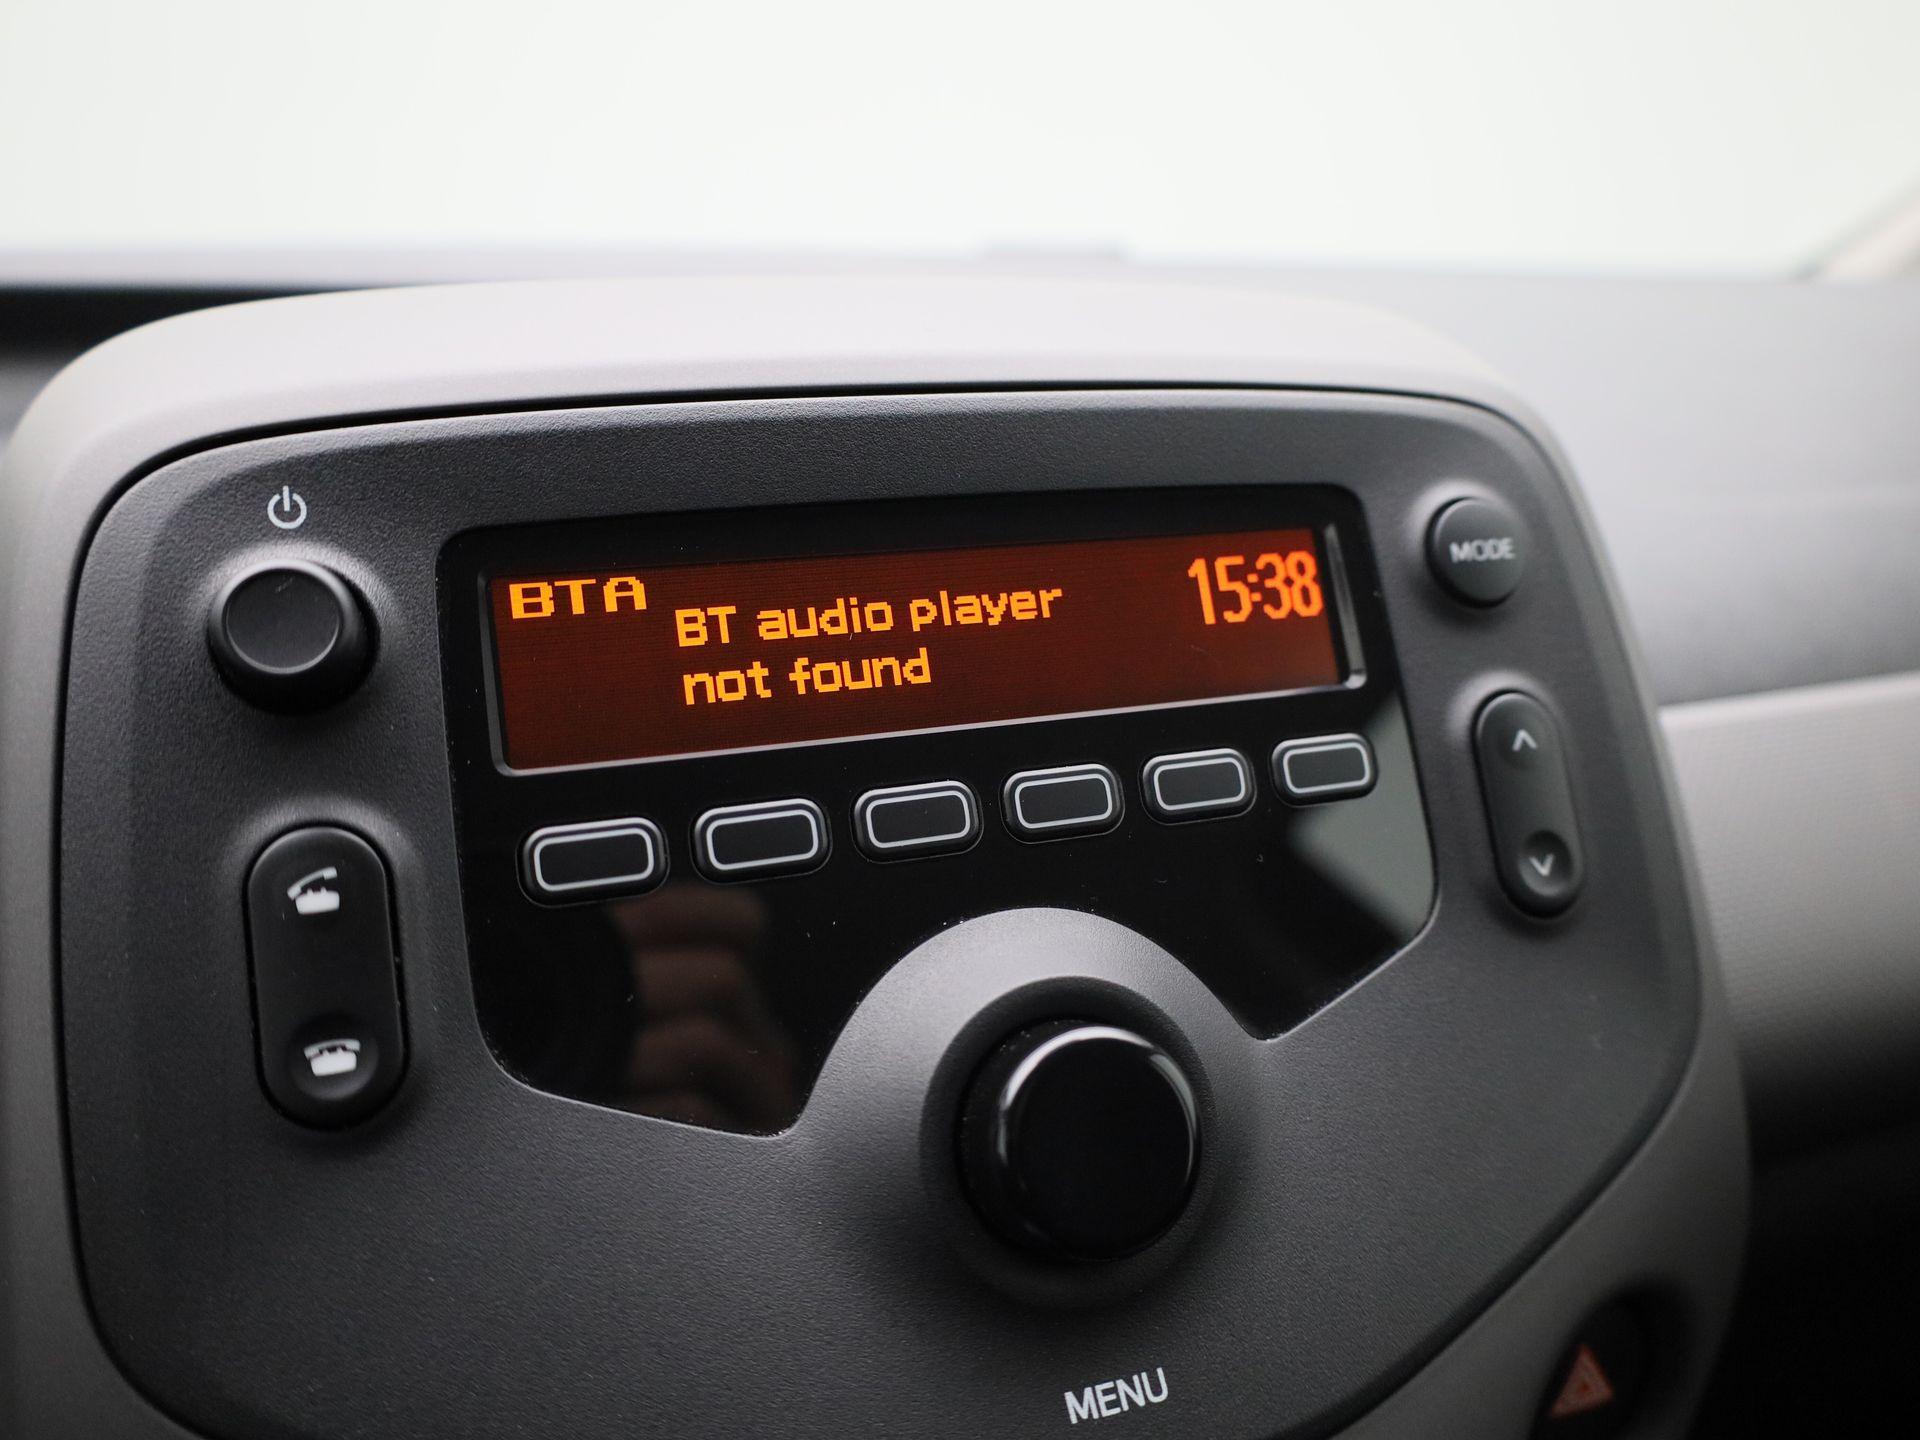 BTA
BT audio player
not found
15:38
MODE
MENU